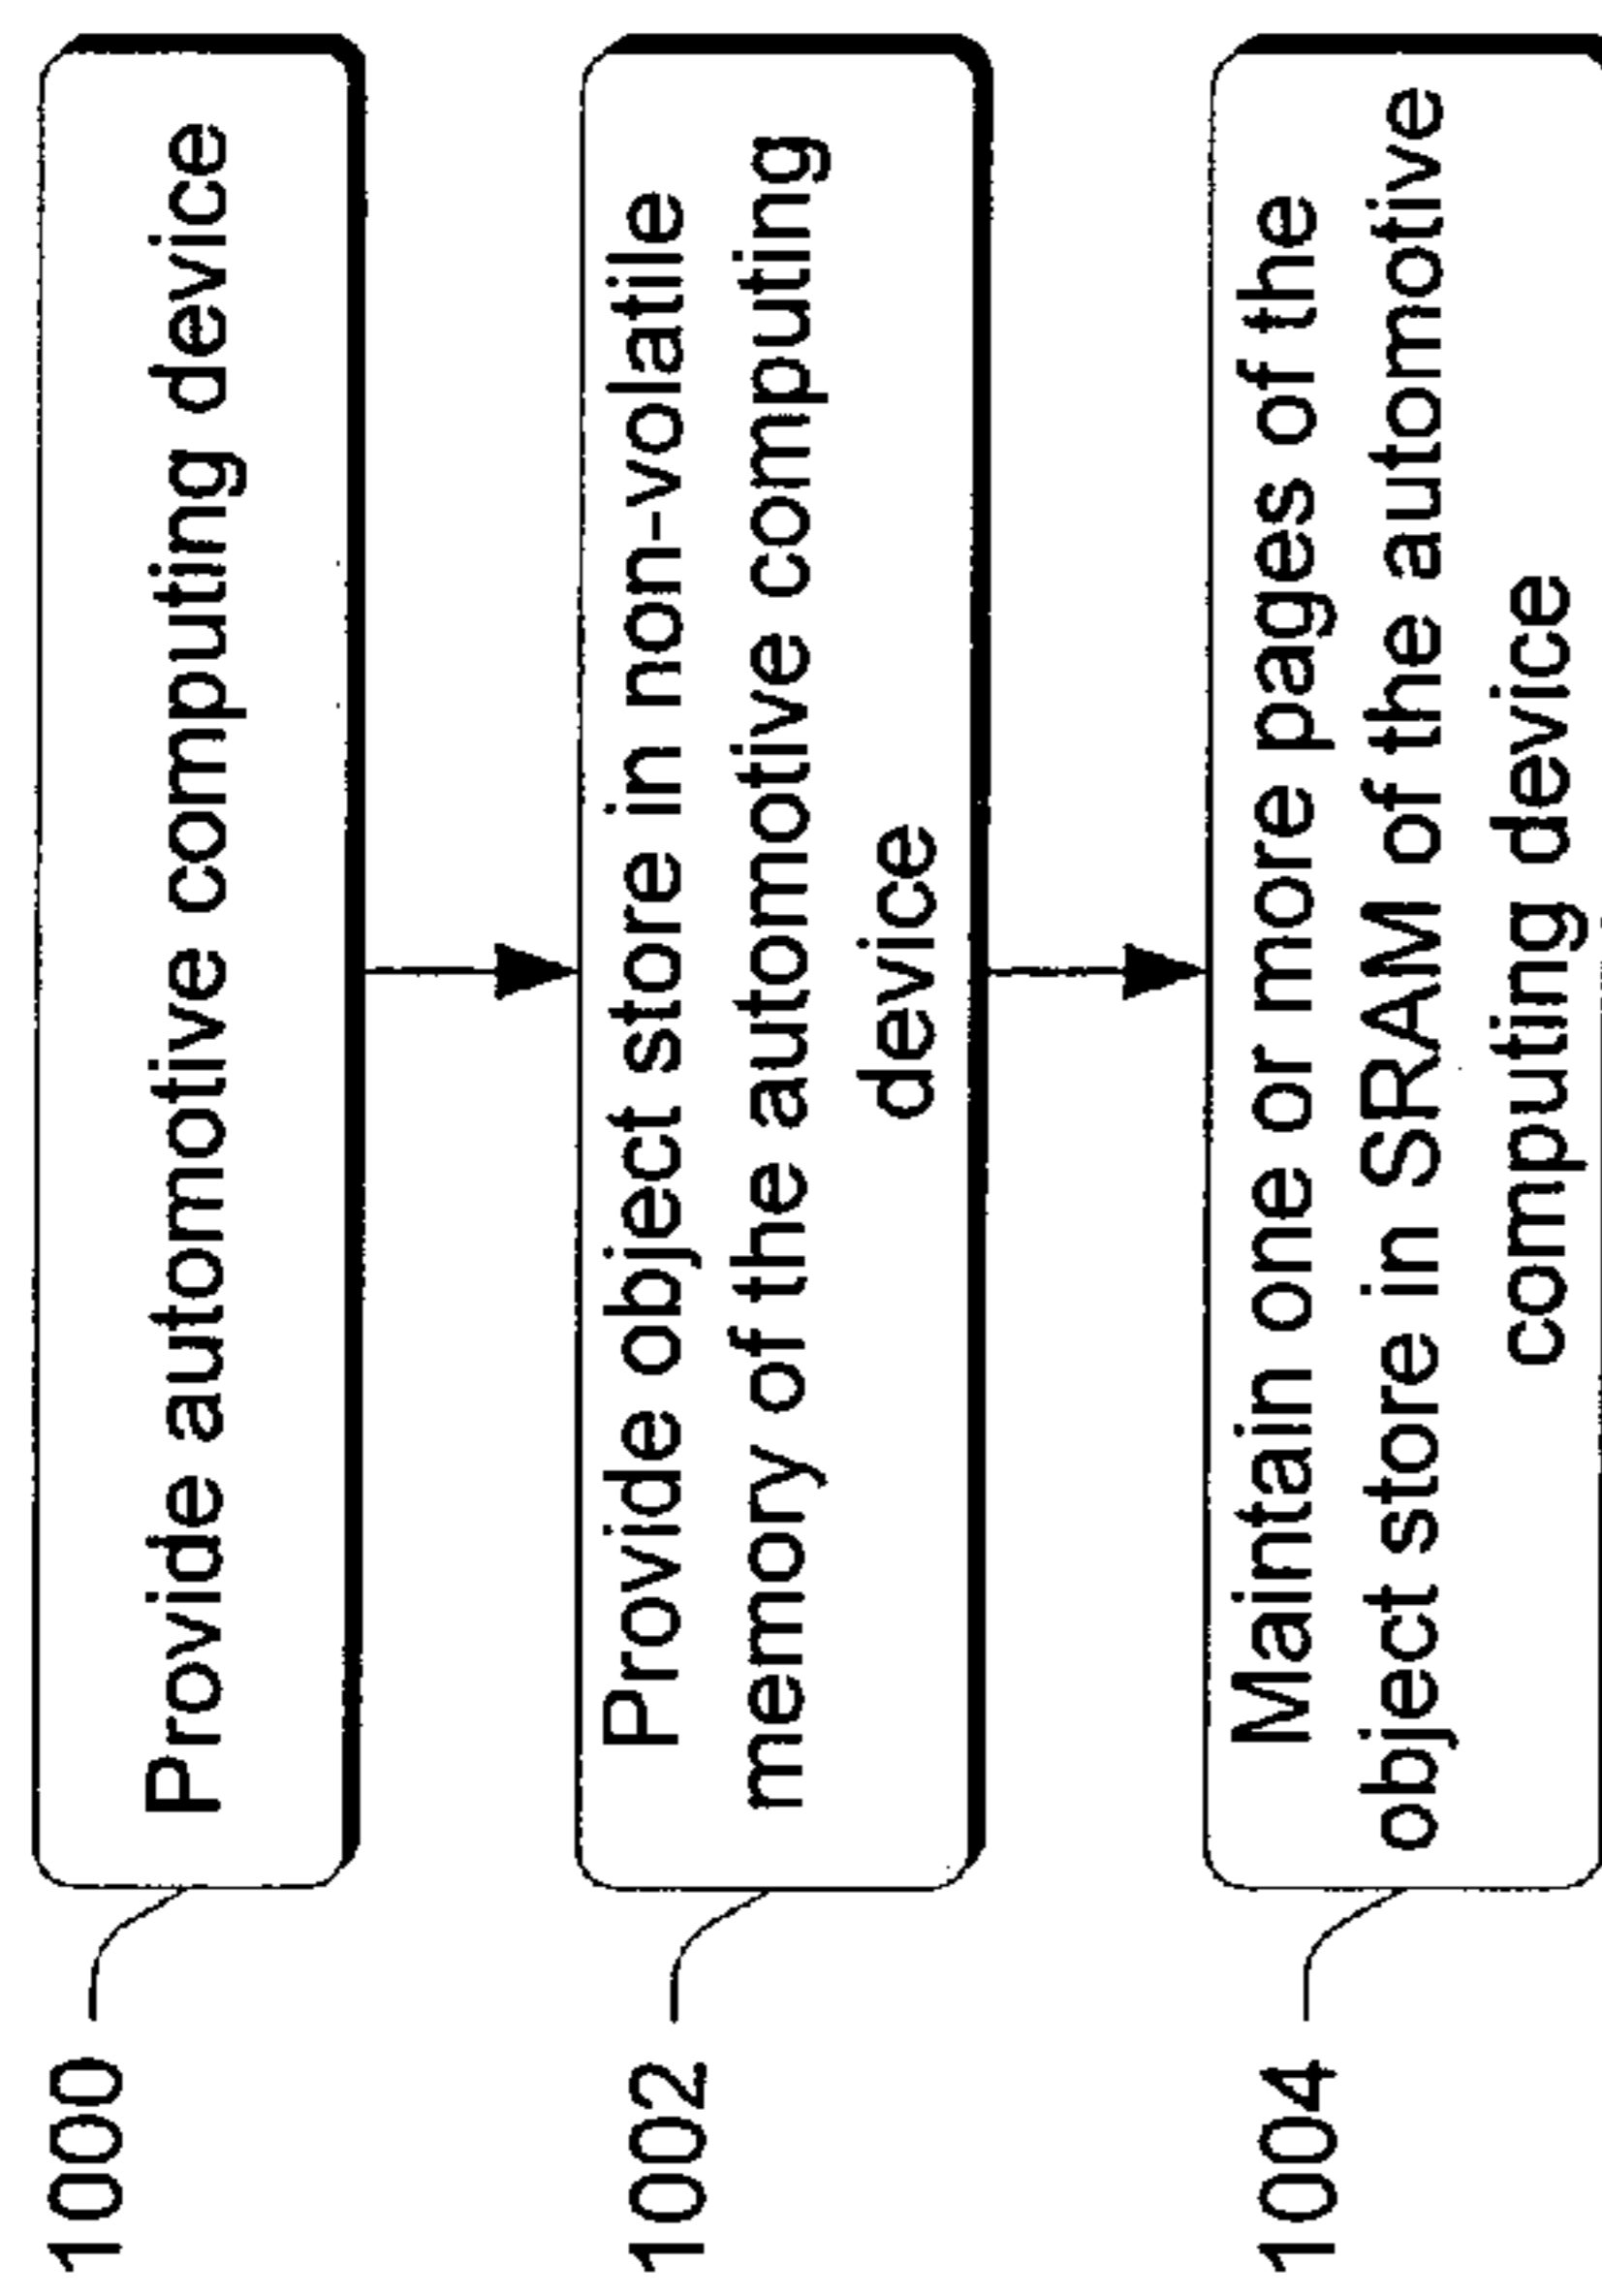 1000
Provide automotive computing device
1002
Provide object store in non-volatile
memory of the automotive computing
device
1004
Maintain one or more pages of the
object store in SRAM of the automotive
computing device